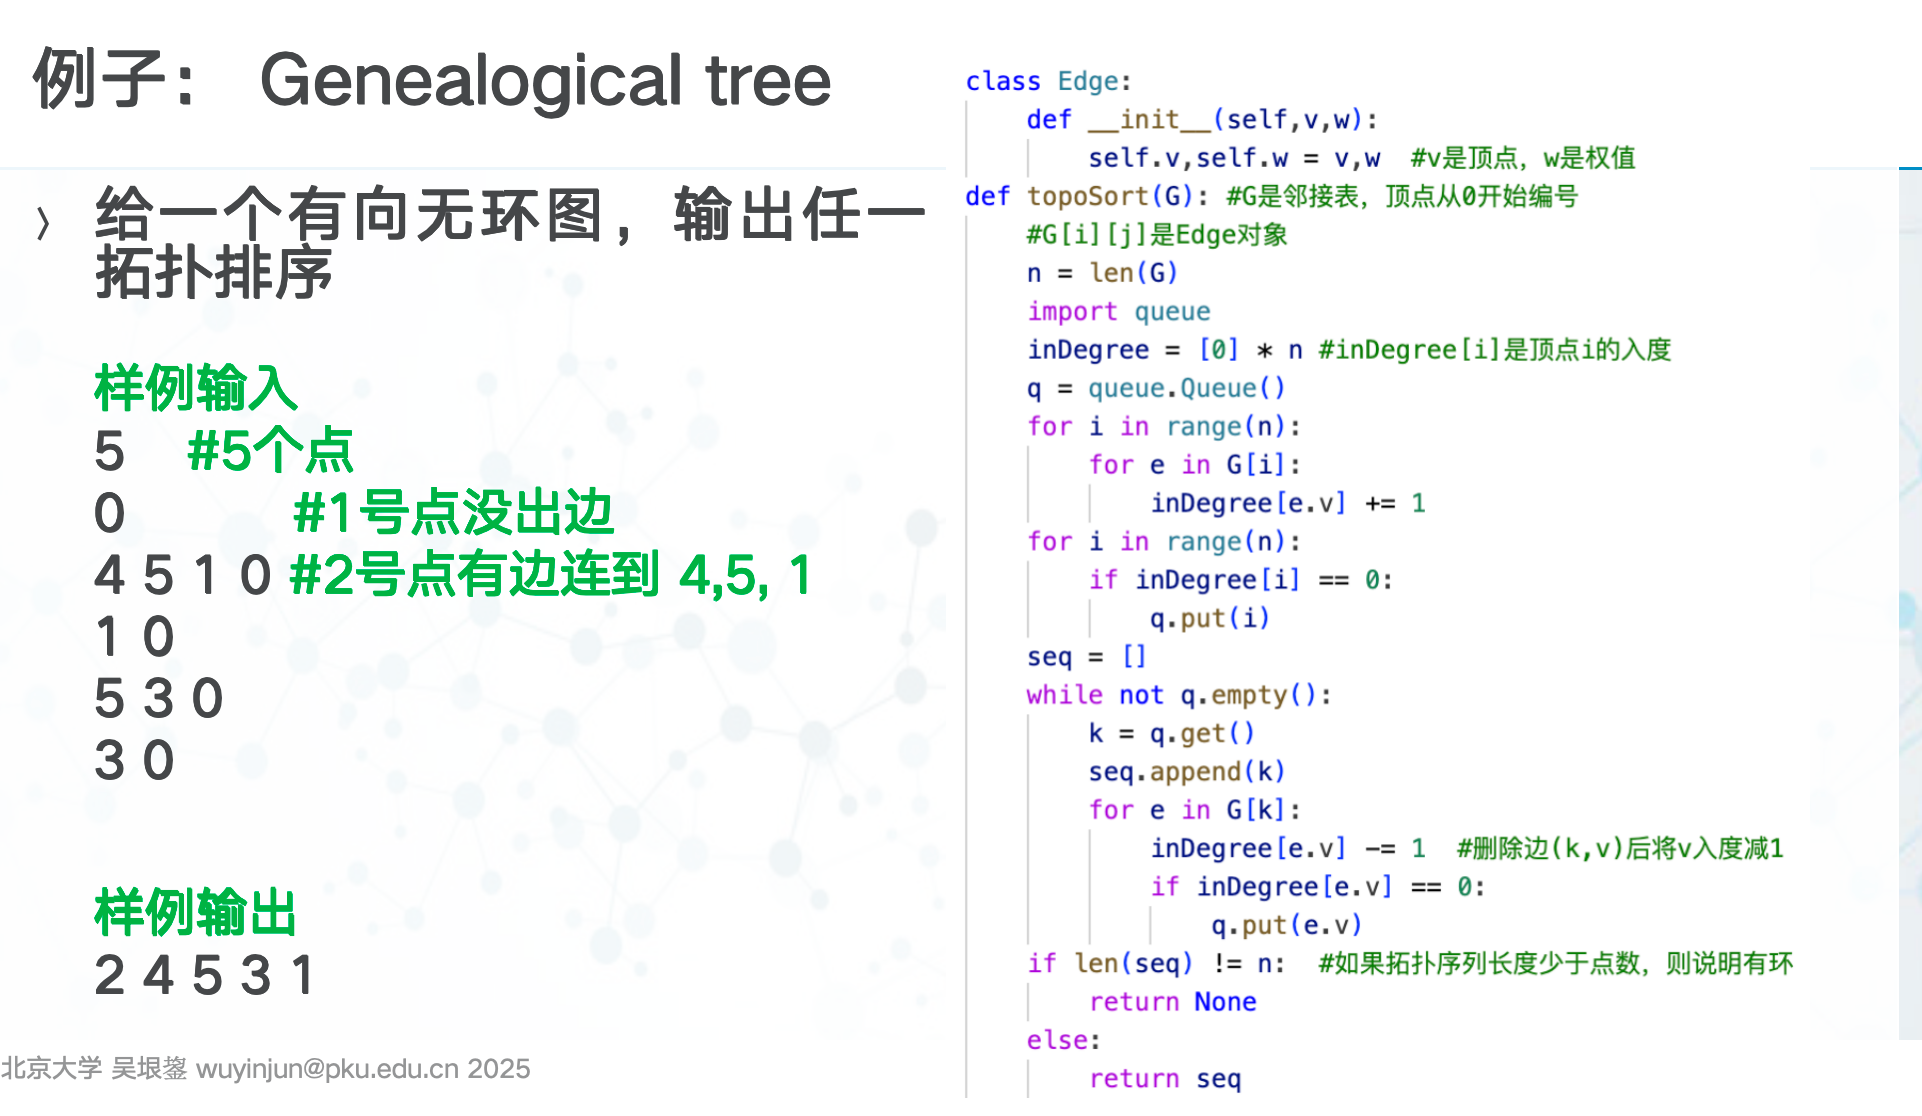 例子： Genealogical tree
〉 给一个有向无环图，输出任一
拓扑排序
样例输入
5 #5个点
0 #1号点没出边
4 5 1 0 #2号点有边连到 4,5, 1
1 0
5 3 0
3 0
样例输出
2 4 5 3 1
北京大学 吴垠鋆 wuyinjun@pku.edu.cn 2025
class Edge:
    def __init__(self,v,w):
        self.v,self.w = v,w  #v是顶点，w是权值
def topoSort(G): #G是邻接表，顶点从0开始编号
    #G[i][j]是Edge对象
    n = len(G)
    import queue
    inDegree = [0] * n #inDegree[i]是顶点i的入度
    q = queue.Queue()
    for i in range(n):
        for e in G[i]:
            inDegree[e.v] += 1
    for i in range(n):
        if inDegree[i] == 0:
            q.put(i)
    seq = []
    while not q.empty():
        k = q.get()
        seq.append(k)
        for e in G[k]:
            inDegree[e.v] -= 1  #删除边(k,v)后将v入度减1
            if inDegree[e.v] == 0:
                q.put(e.v)
    if len(seq) != n:  #如果拓扑序列长度少于点数，则说明有环
        return None
    else:
        return seq